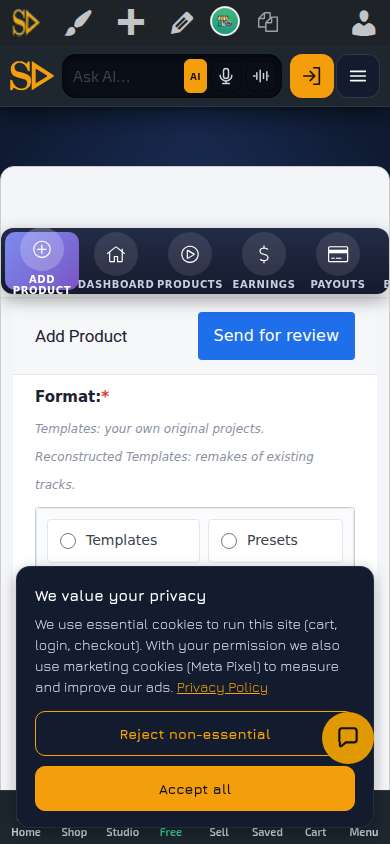 Ask AI...
AI
ADD
PRODUCT
DASHBOARD
PRODUCTS
EARNINGS
PAYOUTS
Add Product
Send for review
Format:*
Templates: your own original projects.
Reconstructed Templates: remakes of existing
tracks.
Templates
Presets
We value your privacy
We use essential cookies to run this site (cart,
login, checkout). With your permission we also
use marketing cookies (Meta Pixel) to measure
and improve our ads. Privacy Policy
Reject non-essential
Accept all
Home
Shop
Studio
Free
Sell
Saved
Cart
Menu